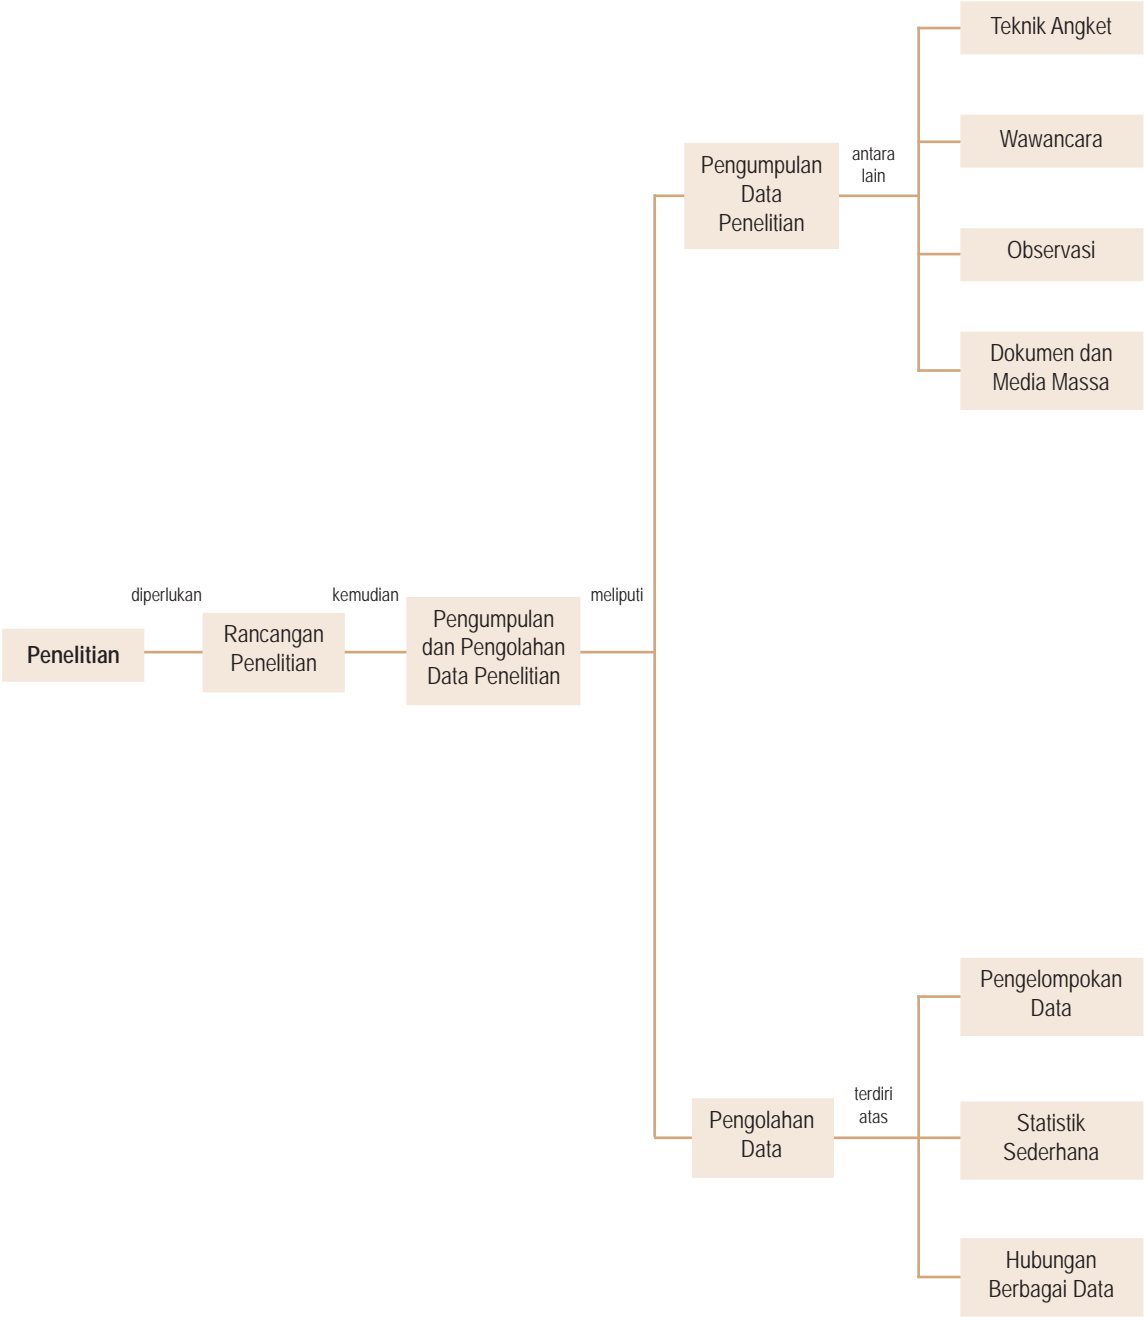 Penelitian
diperlukan
Rancangan
Penelitian
kemudian
Pengumpulan
dan Pengolahan
Data Penelitian
meliputi
Pengumpulan
Data
Penelitian
antara
lain
Teknik Angket
Wawancara
Observasi
Dokumen dan
Media Massa
Pengolahan
Data
terdiri
atas
Pengelompokan
Data
Statistik
Sederhana
Hubungan
Berbagai Data